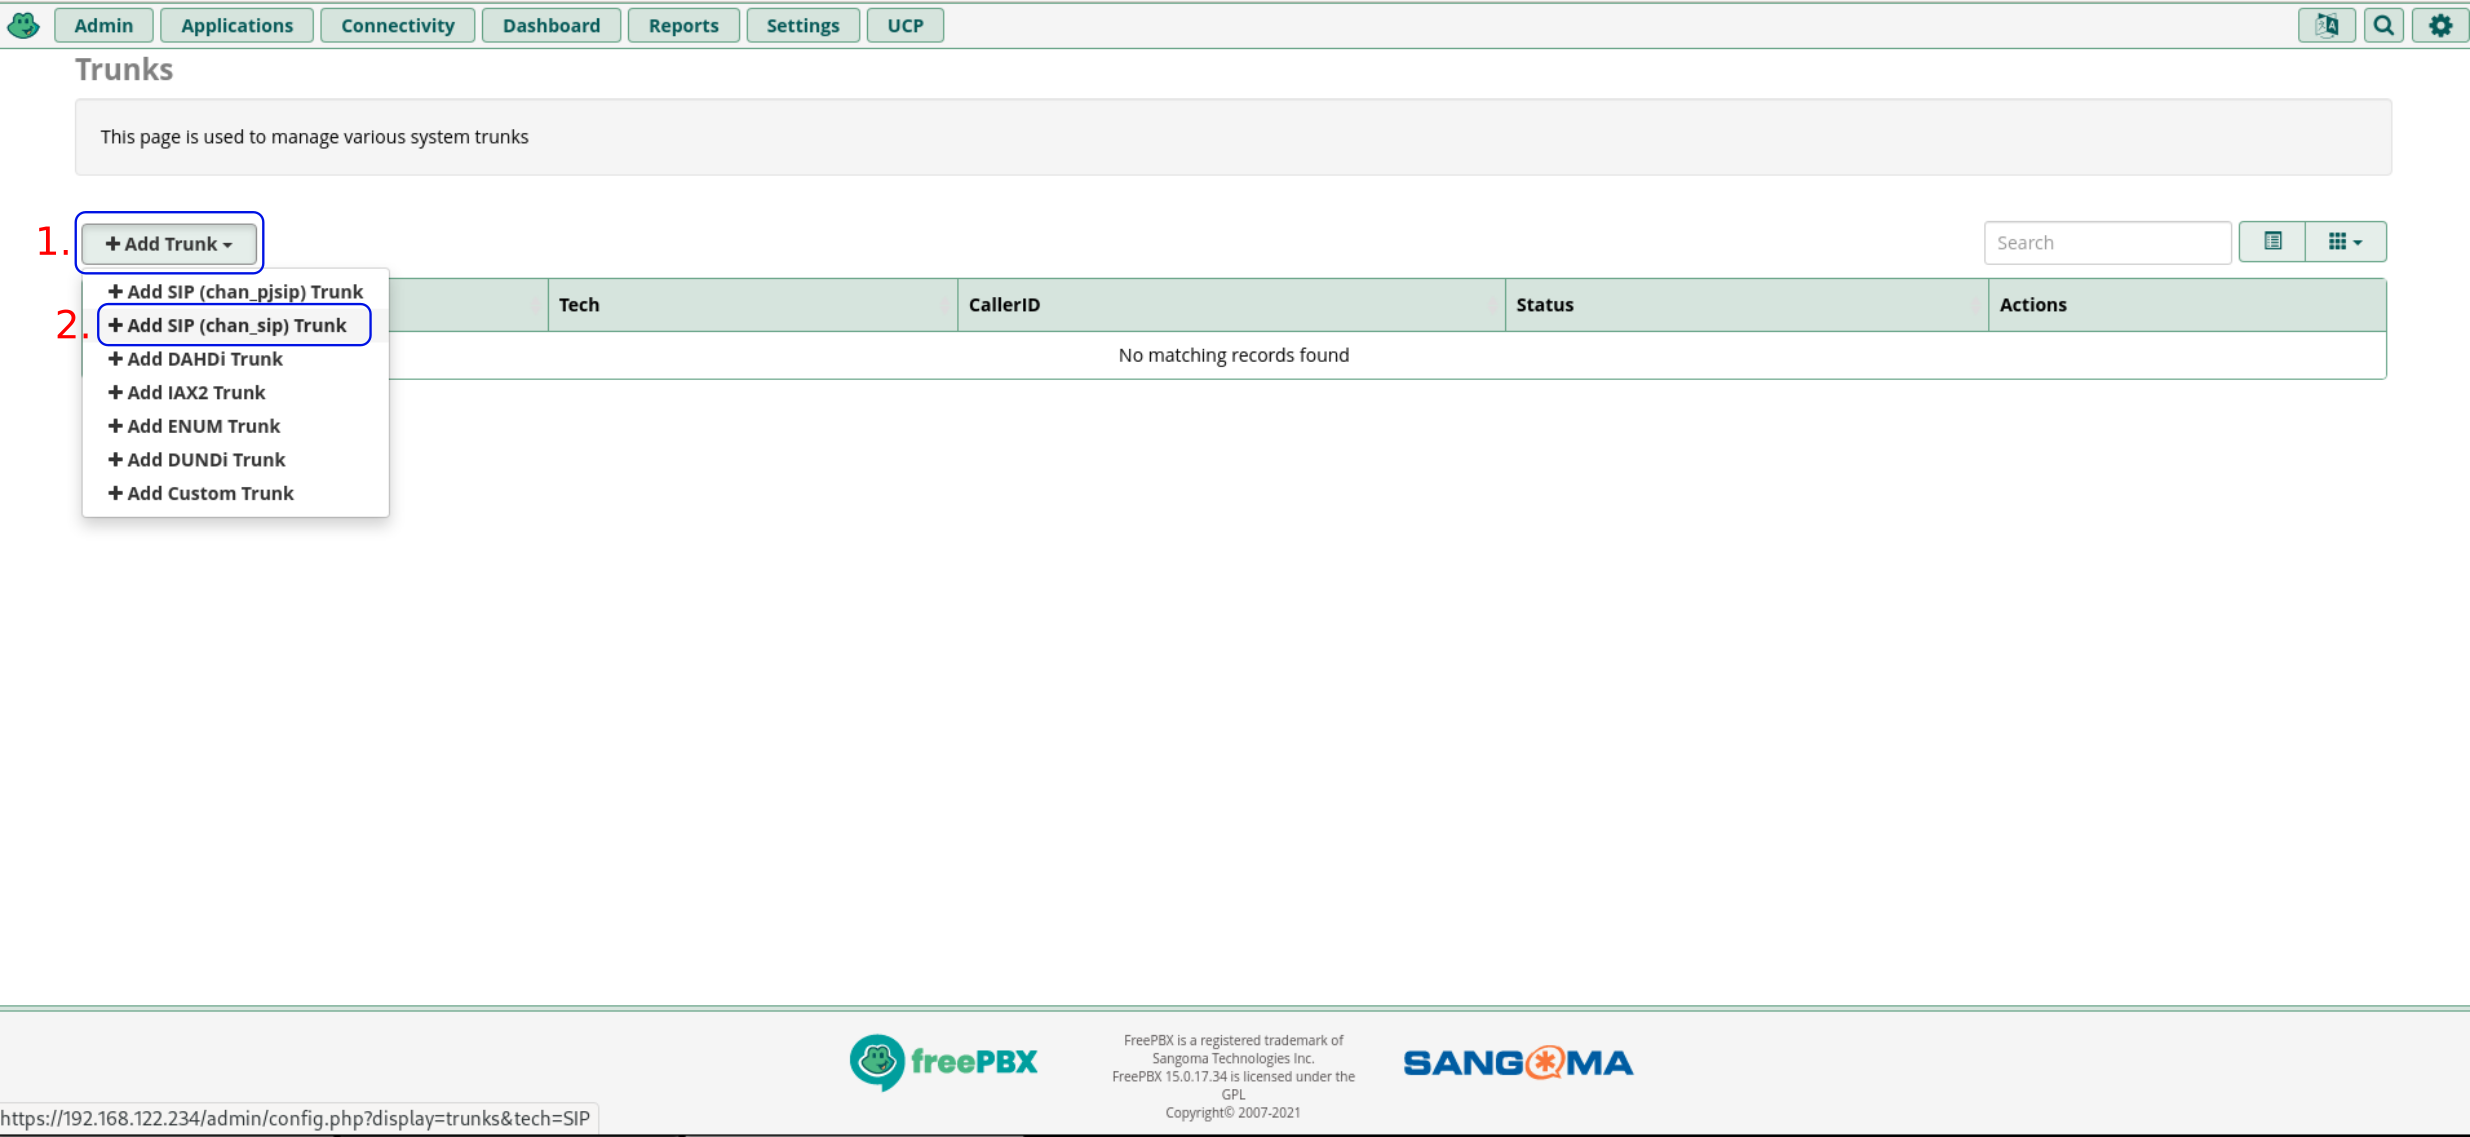 Admin Applications Connectivity Dashboard Reports Settings UCP
Trunks
This page is used to manage various system trunks
1. Add Trunk
Search
Add SIP (chan_pjsip) Trunk
Tech CallerID Status Actions
2. Add SIP (chan_sip) Trunk
No matching records found
Add DAHDi Trunk
Add IAX2 Trunk
Add ENUM Trunk
Add DUNDi Trunk
Add Custom Trunk
freePBX
FreePBX is a registered trademark of
Sangoma Technologies Inc.
FreePBX 15.0.17.34 is licensed under the
GPL
Copyright© 2007-2021
SANGOMA
https://192.168.122.234/admin/config.php?display=trunks&tech=SIP